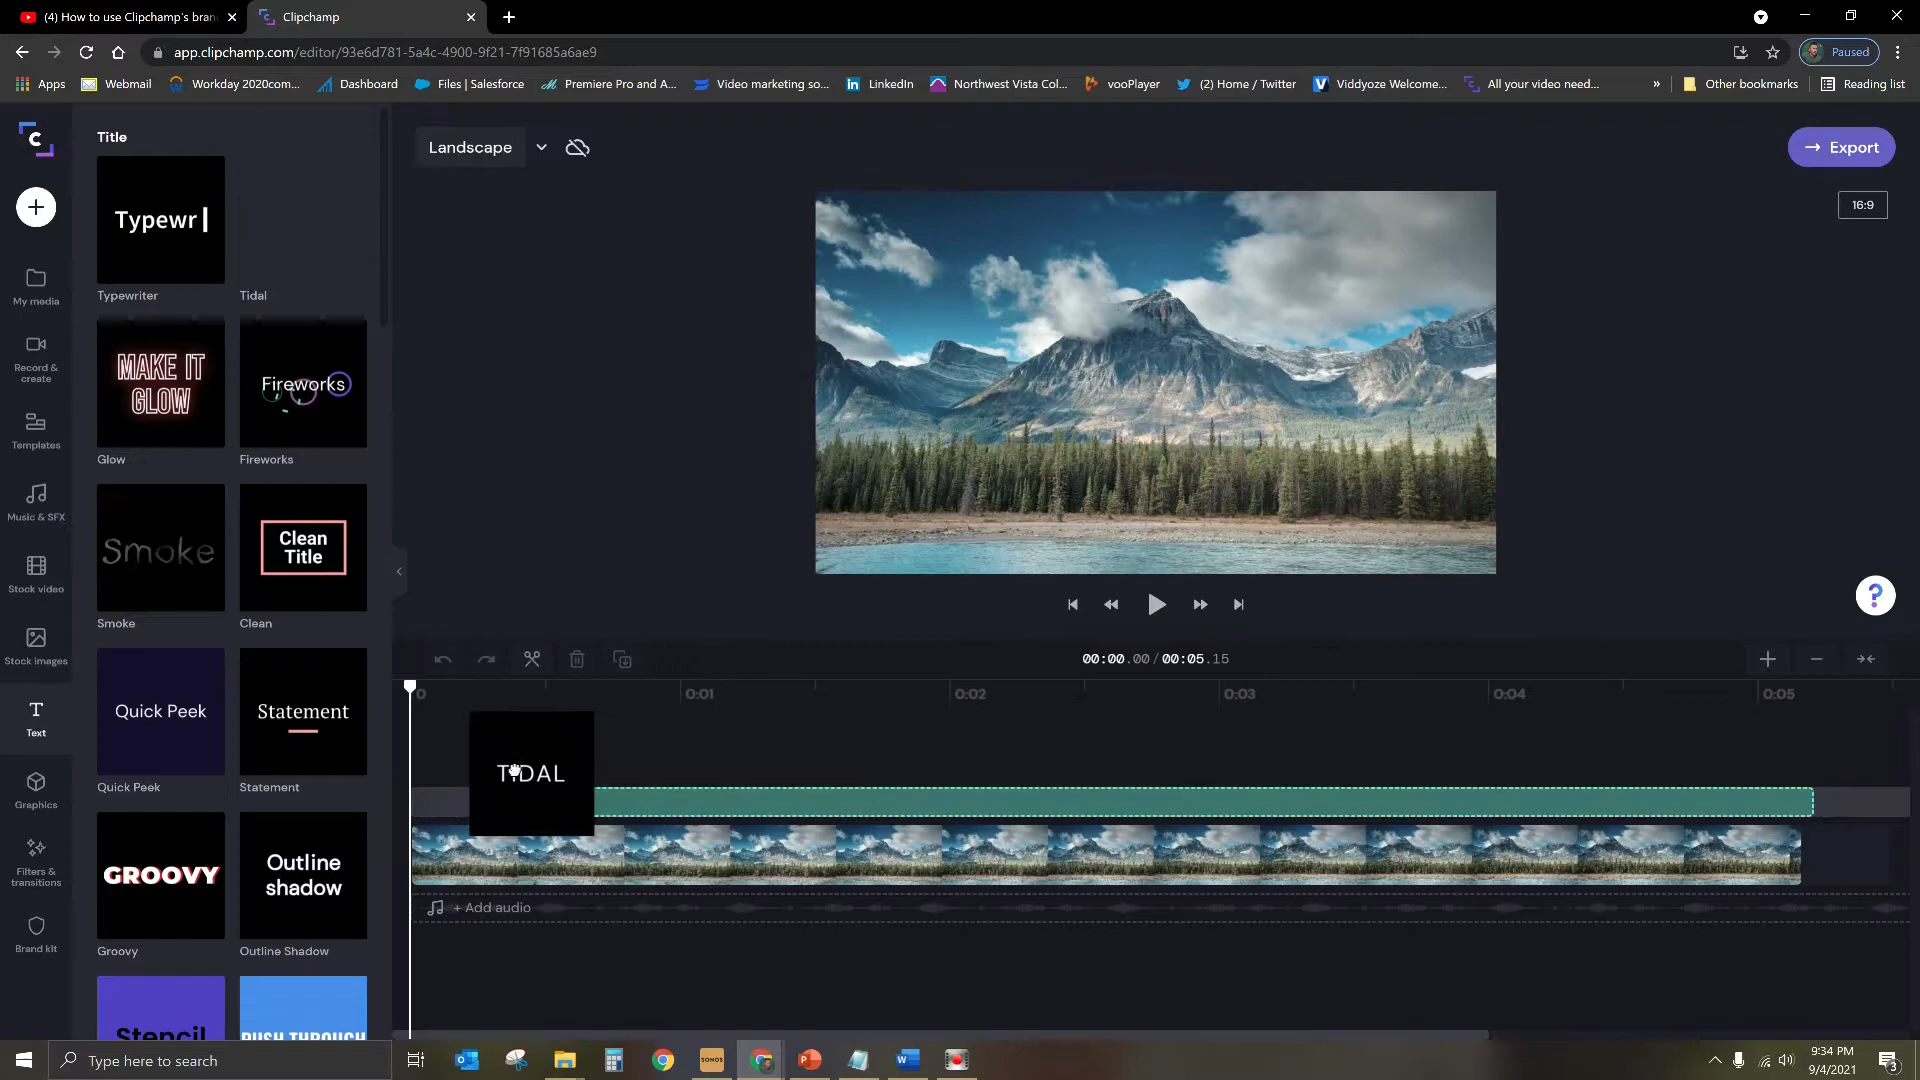 (4) How to use Clipchamp's bran
Clipchamp
app.clipchamp.com/editor/93e6d781-5a4c-4900-9f21-7f91685a6ae9
Paused
Apps
Webmail
Workday 2020com...
Dashboard
Files | Salesforce
Premiere Pro and A...
Video marketing so...
LinkedIn
Northwest Vista Col...
vooPlayer
(2) Home / Twitter
Viddyoze Welcome...
All your video need...
»
Other bookmarks
Reading list
Title
Landscape
Export
16:9
My media
Record &
create
Templates
Music & SFX
Stock video
Stock images
Text
Graphics
Filters &
transitions
Brand kit
Typewr
Typewriter
Tidal
MAKE IT
GLOW
Glow
Fireworks
Fireworks
Smoke
Smoke
Clean
Title
Clean
Quick Peek
Quick Peek
Statement
Statement
GROOVY
Groovy
Outline
shadow
Outline Shadow
Stencil
PUSH THROUGH
?
00:00.00 / 00:05.15
0
0:01
0:02
0:03
0:04
0:05
TIDAL
+ Add audio
Type here to search
SONOS
9:34 PM
9/4/2021
3